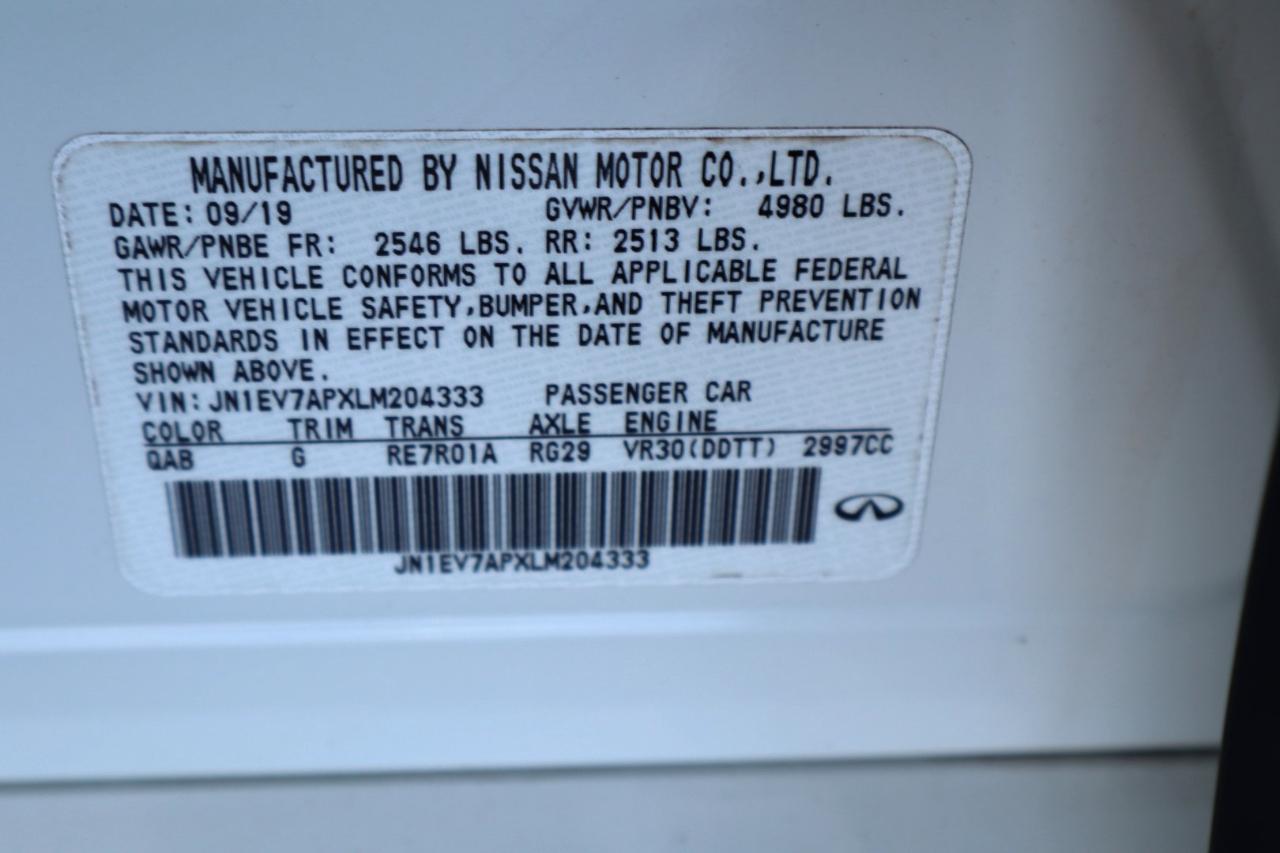 MANUFACTURED BY NISSAN MOTOR CO.,LTD.
DATE: 09/19 GVWR/PNBV: 4980 LBS.
GAWR/PNBE FR: 2546 LBS. RR: 2513 LBS.
THIS VEHICLE CONFORMS TO ALL APPLICABLE FEDERAL
MOTOR VEHICLE SAFETY,BUMPER,AND THEFT PREVENTION
STANDARDS IN EFFECT ON THE DATE OF MANUFACTURE
SHOWN ABOVE.
VIN: JN1EV7APXLM204333 PASSENGER CAR
COLOR TRIM TRANS AXLE ENGINE
QAB G RE7R01A RG29 VR30(DDTT) 2997CC
JN1EV7APXLM204333